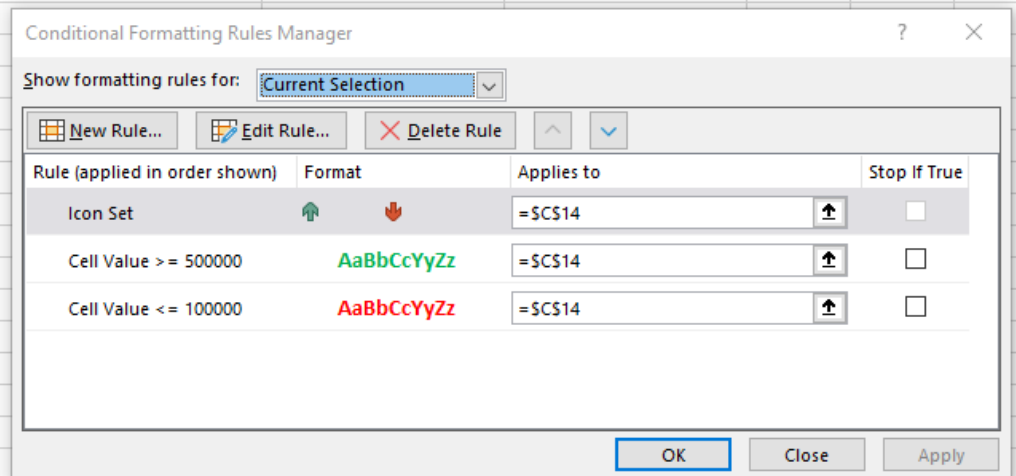 Conditional Formatting Rules Manager ?
Show formatting rules for: Current Selection
New Rule... Edit Rule... Delete Rule
Rule (applied in order shown) Format Applies to Stop If True
Icon Set =$C$14
Cell Value >= 500000 AaBbCcYyZz =$C$14
Cell Value <= 100000 AaBbCcYyZz =$C$14
OK Close Apply